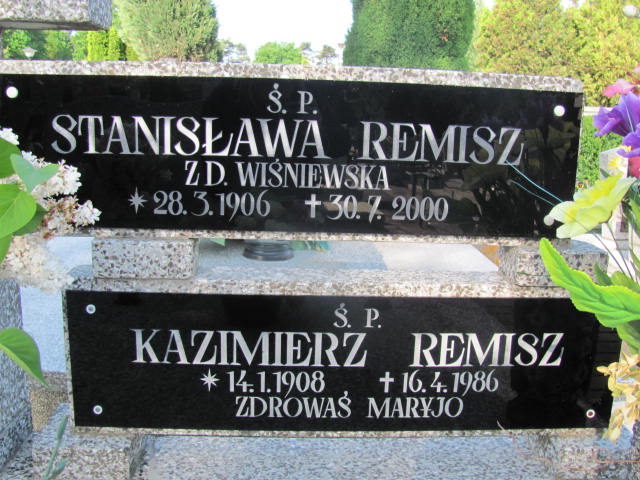 Ś. P.
STANISŁAWA REMISZ
Z D. WIŚNIEWSKA
* 28. 3. 1906 † 30. 7. 2000
Ś. P.
KAZIMIERZ REMISZ
* 14. 1. 1908 † 16. 4. 1986
ZDROWAŚ MARYJO